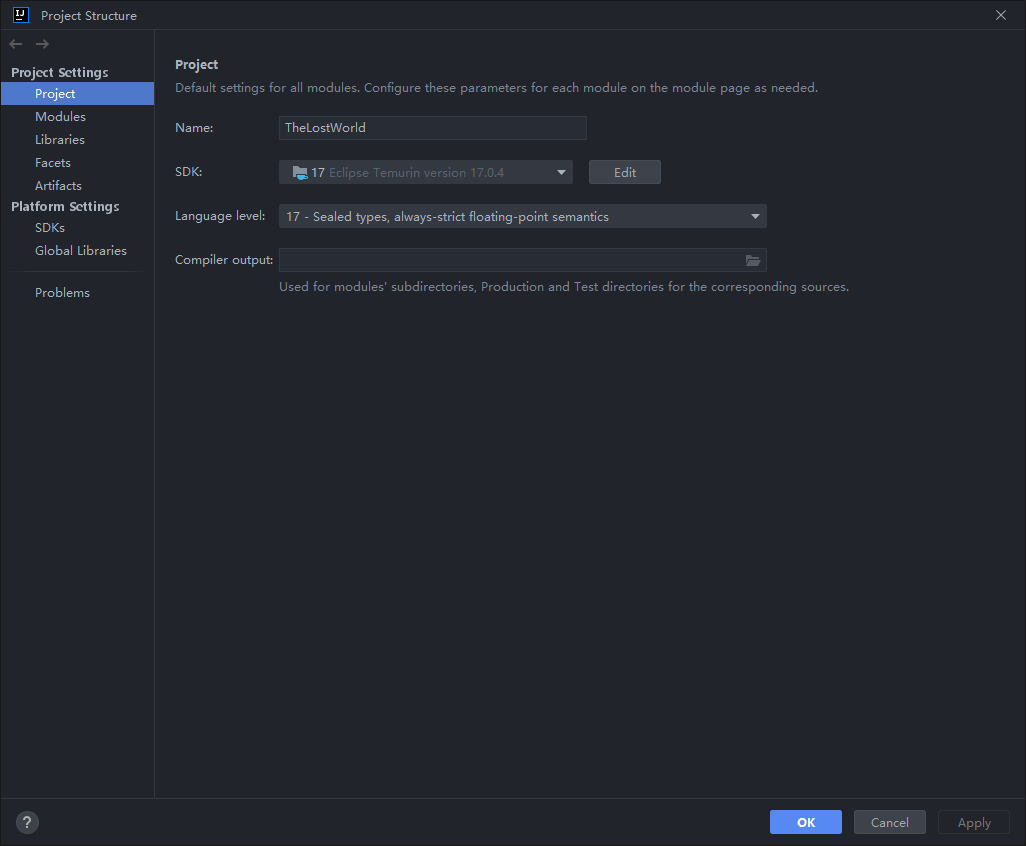 IJ
Project Structure
Project Settings
Project
Modules
Libraries
Facets
Artifacts
Platform Settings
SDKs
Global Libraries
Problems
Project
Default settings for all modules. Configure these parameters for each module on the module page as needed.
Name: TheLostWorld
SDK: 17 Eclipse Temurin version 17.0.4 Edit
Language level: 17 - Sealed types, always-strict floating-point semantics
Compiler output:
Used for modules' subdirectories, Production and Test directories for the corresponding sources.
? OK Cancel Apply